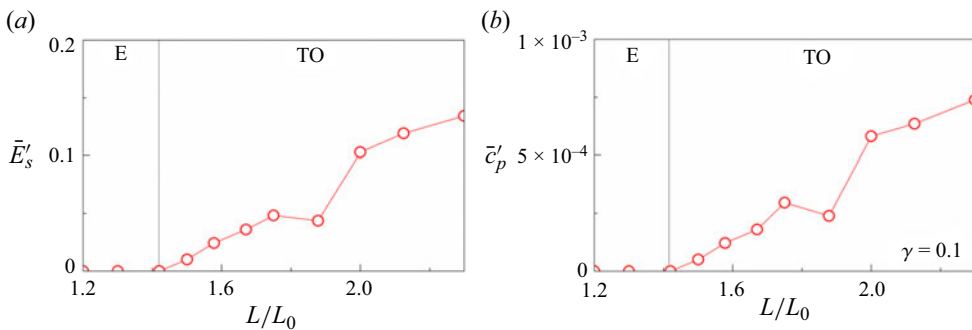 (a)
0.2
E
TO
Ē′ₛ
0.1
0
1.2
1.6
2.0
L/L₀
(b)
1 × 10⁻³
E
TO
c̄′ₚ
5 × 10⁻⁴
γ = 0.1
0
1.2
1.6
2.0
L/L₀